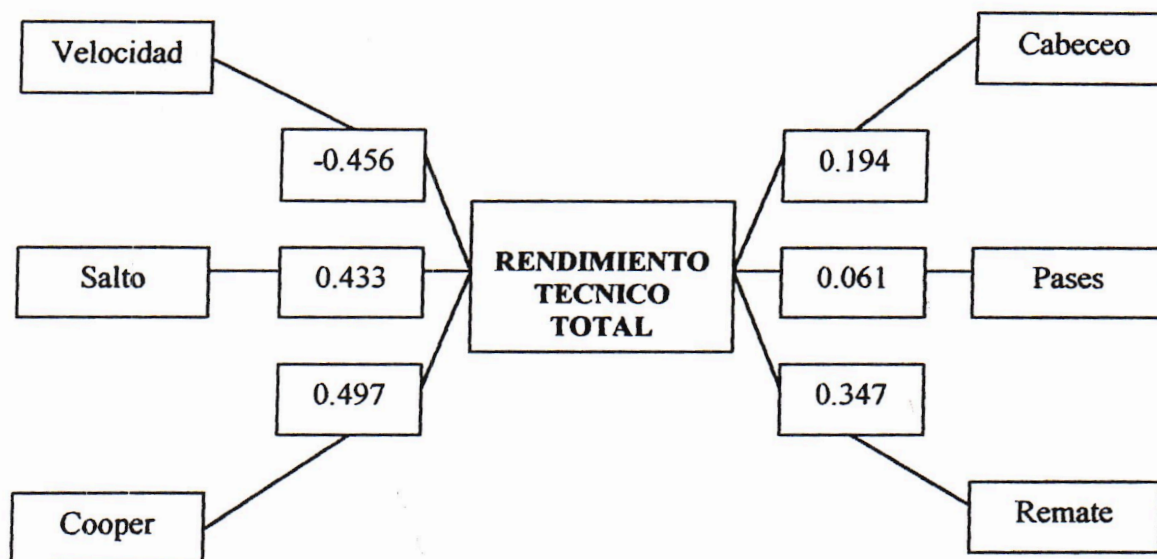 Velocidad
Cabeceo
-0.456
0.194
Salto
0.433
RENDIMIENTO
TECNICO
TOTAL
0.061
Pases
0.497
0.347
Cooper
Remate